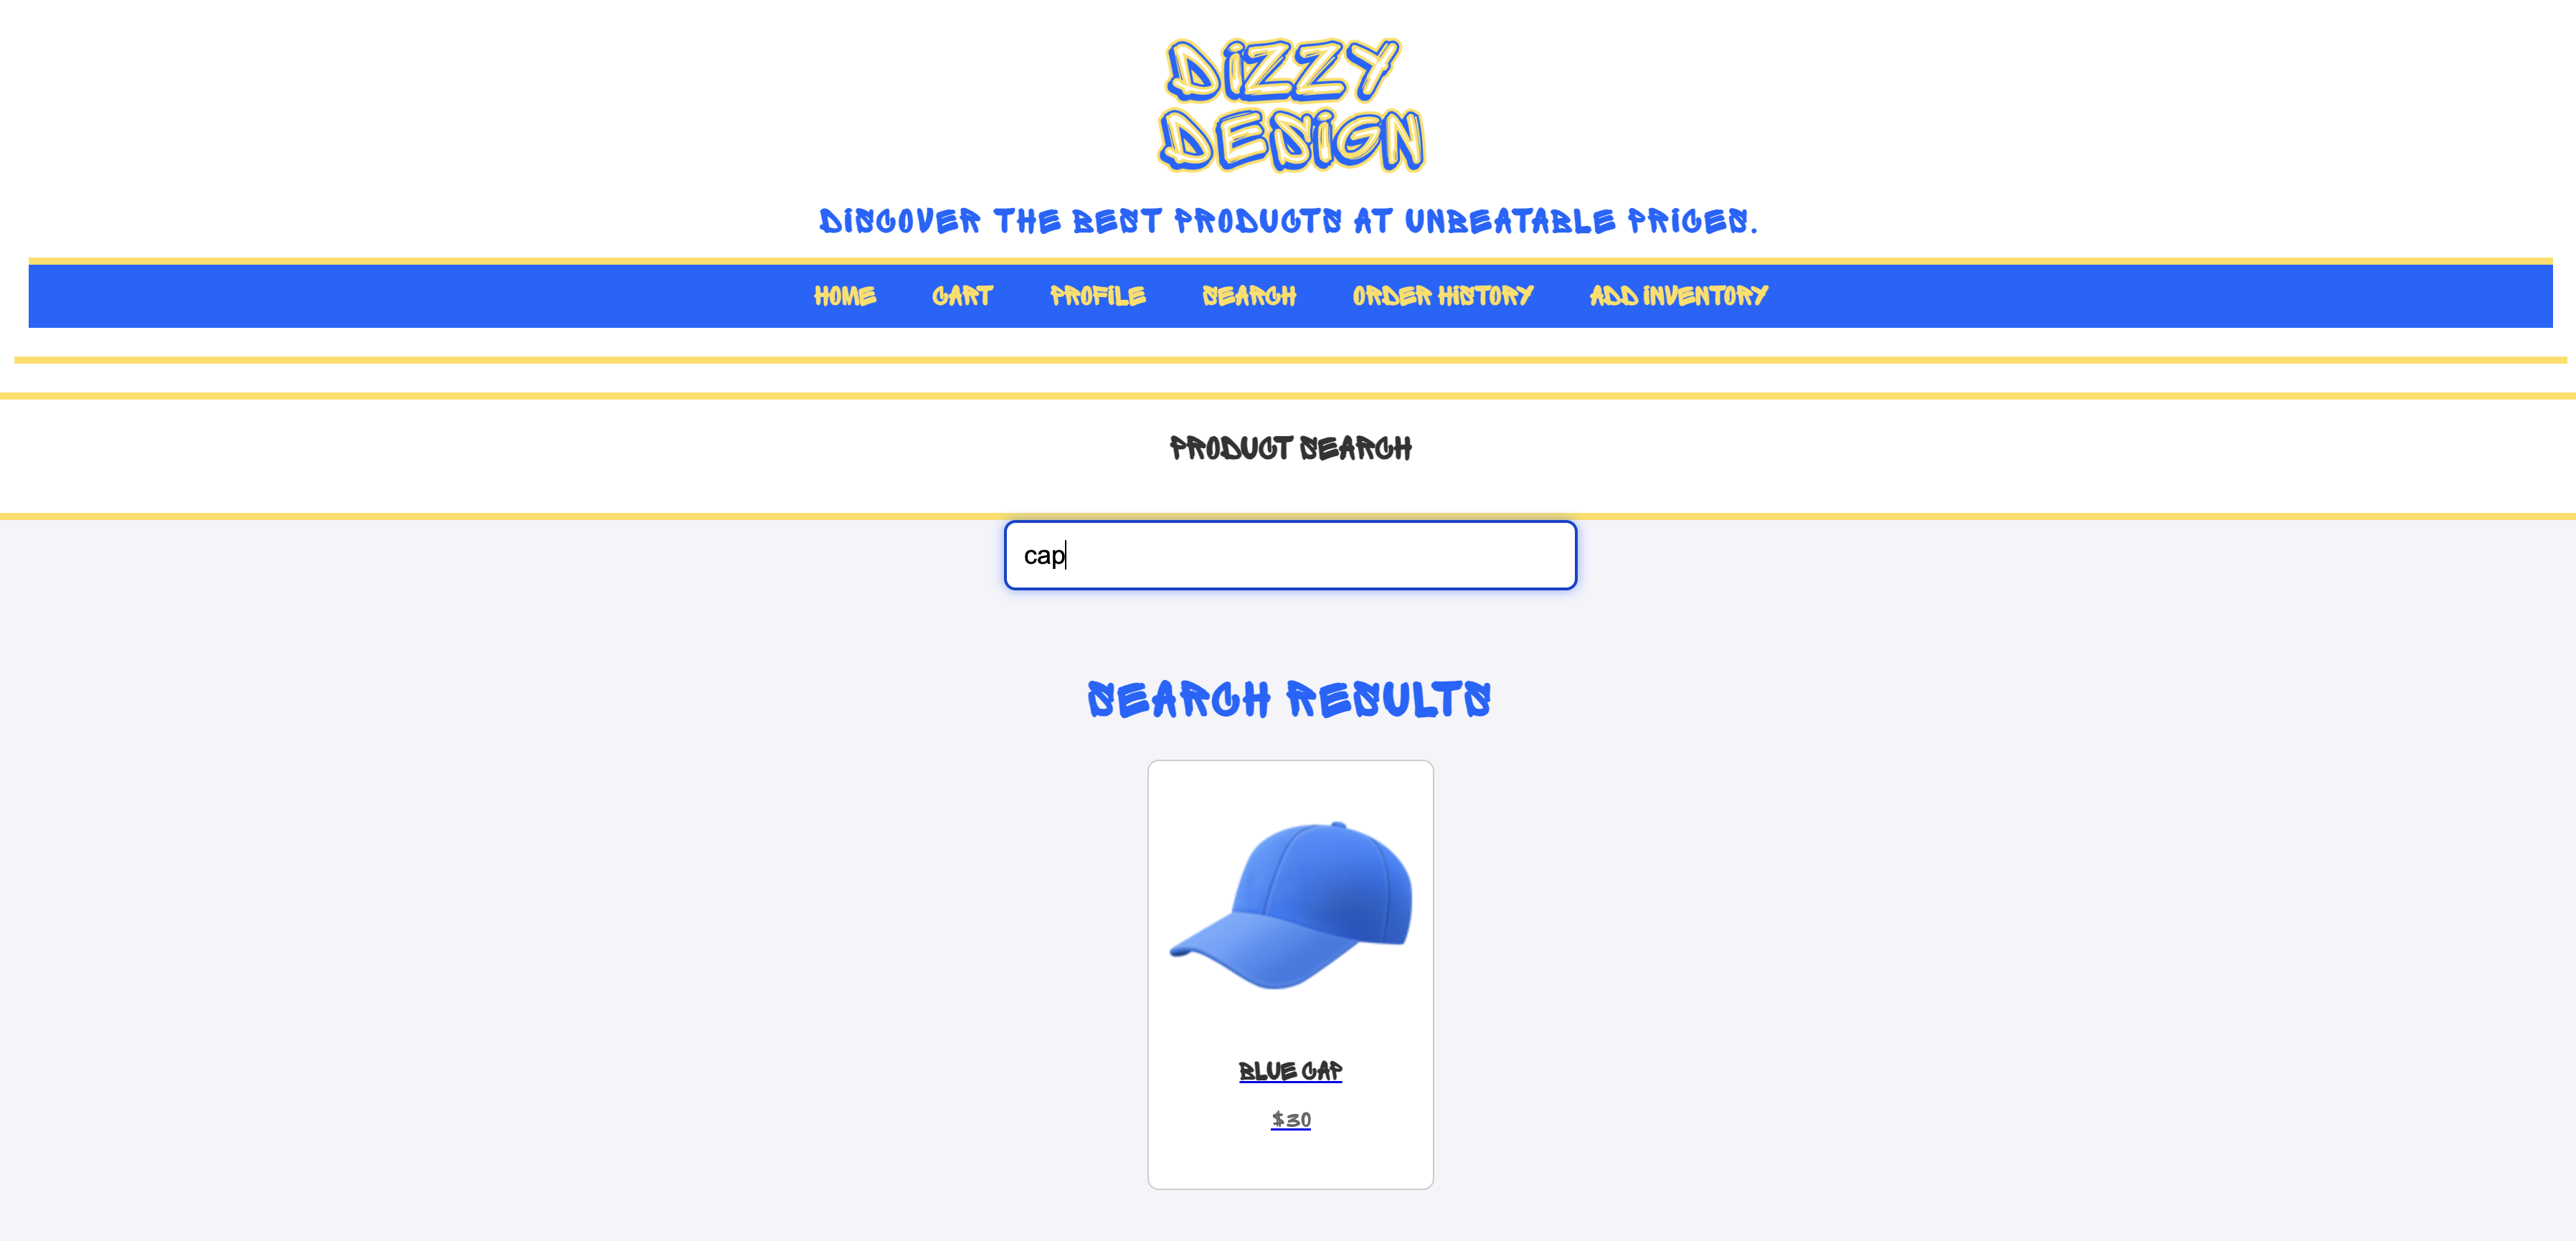 DIZZY
DESIGN
DISCOVER THE BEST PRODUCTS AT UNBEATABLE PRICES.
HOME CART PROFILE SEARCH ORDER HISTORY ADD INVENTORY
PRODUCT SEARCH
cap
SEARCH RESULTS
BLUE CAP
$30